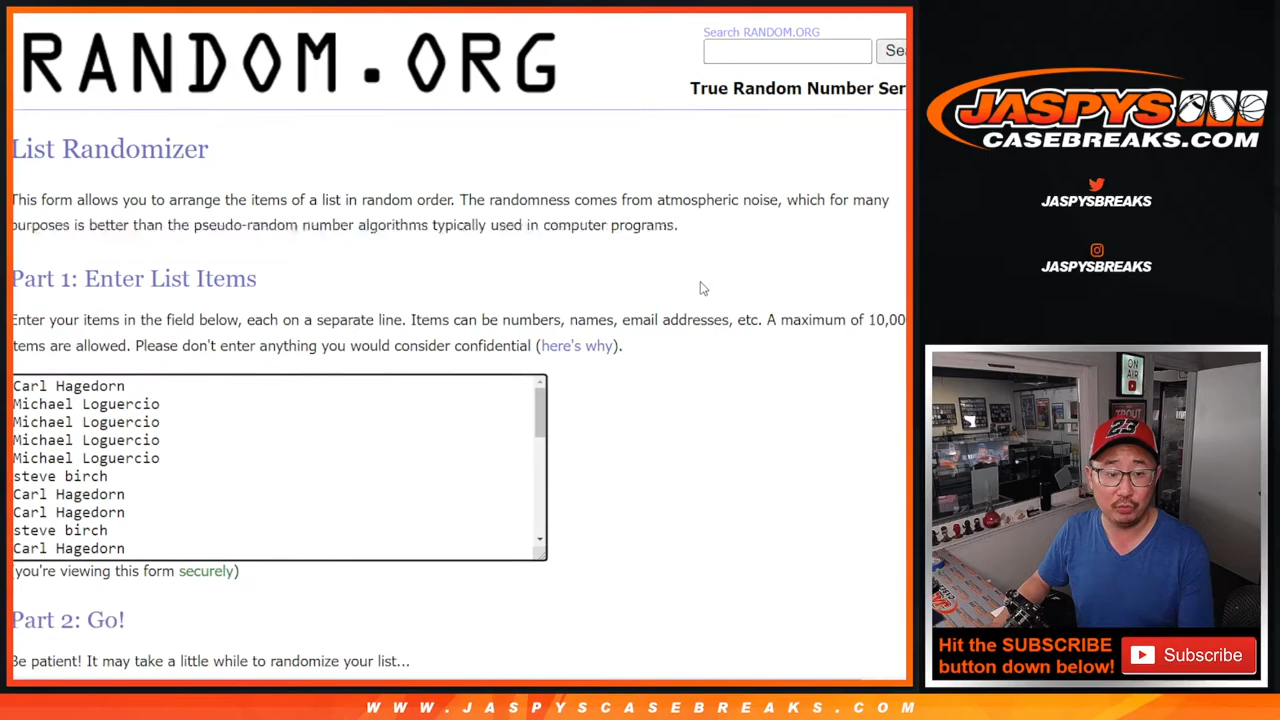 RANDOM.ORG
Search RANDOM.ORG
Sea
True Random Number Ser
List Randomizer
This form allows you to arrange the items of a list in random order. The randomness comes from atmospheric noise, which for many
purposes is better than the pseudo-random number algorithms typically used in computer programs.
Part 1: Enter List Items
Enter your items in the field below, each on a separate line. Items can be numbers, names, email addresses, etc. A maximum of 10,00
tems are allowed. Please don't enter anything you would consider confidential (here's why).
Carl Hagedorn
Michael Loguercio
Michael Loguercio
Michael Loguercio
Michael Loguercio
steve birch
Carl Hagedorn
Carl Hagedorn
steve birch
Carl Hagedorn
you're viewing this form securely)
Part 2: Go!
Be patient! It may take a little while to randomize your list...
JASPYS
CASEBREAKS.COM
JASPYSBREAKS
JASPYSBREAKS
ON
AIR
TROUT
23
Hit the SUBSCRIBE
button down below!
Subscribe
WWW.JASPYSCASEBREAKS.COM